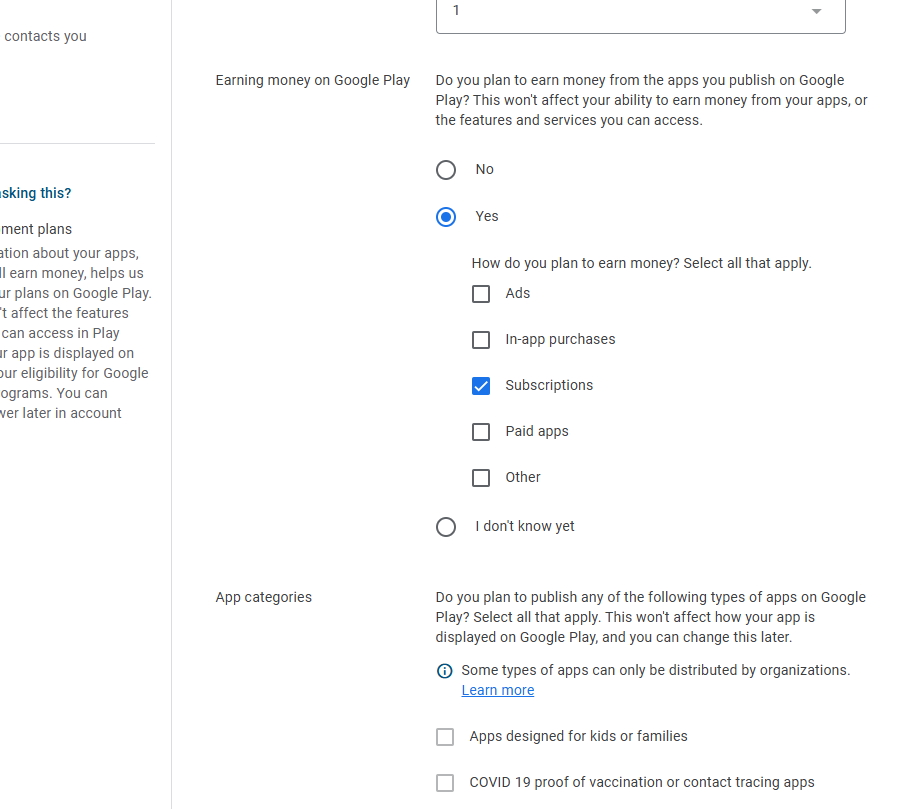 1
contacts you
Earning money on Google Play
Do you plan to earn money from the apps you publish on Google
Play? This won't affect your ability to earn money from your apps, or
the features and services you can access.
No
Yes
How do you plan to earn money? Select all that apply.
Ads
In-app purchases
Subscriptions
Paid apps
Other
I don't know yet
asking this?
ment plans
ation about your apps,
ll earn money, helps us
ur plans on Google Play.
't affect the features
can access in Play
ur app is displayed on
our eligibility for Google
ograms. You can
wer later in account
App categories
Do you plan to publish any of the following types of apps on Google
Play? Select all that apply. This won't affect how your app is
displayed on Google Play, and you can change this later.
Some types of apps can only be distributed by organizations.
Learn more
Apps designed for kids or families
COVID 19 proof of vaccination or contact tracing apps